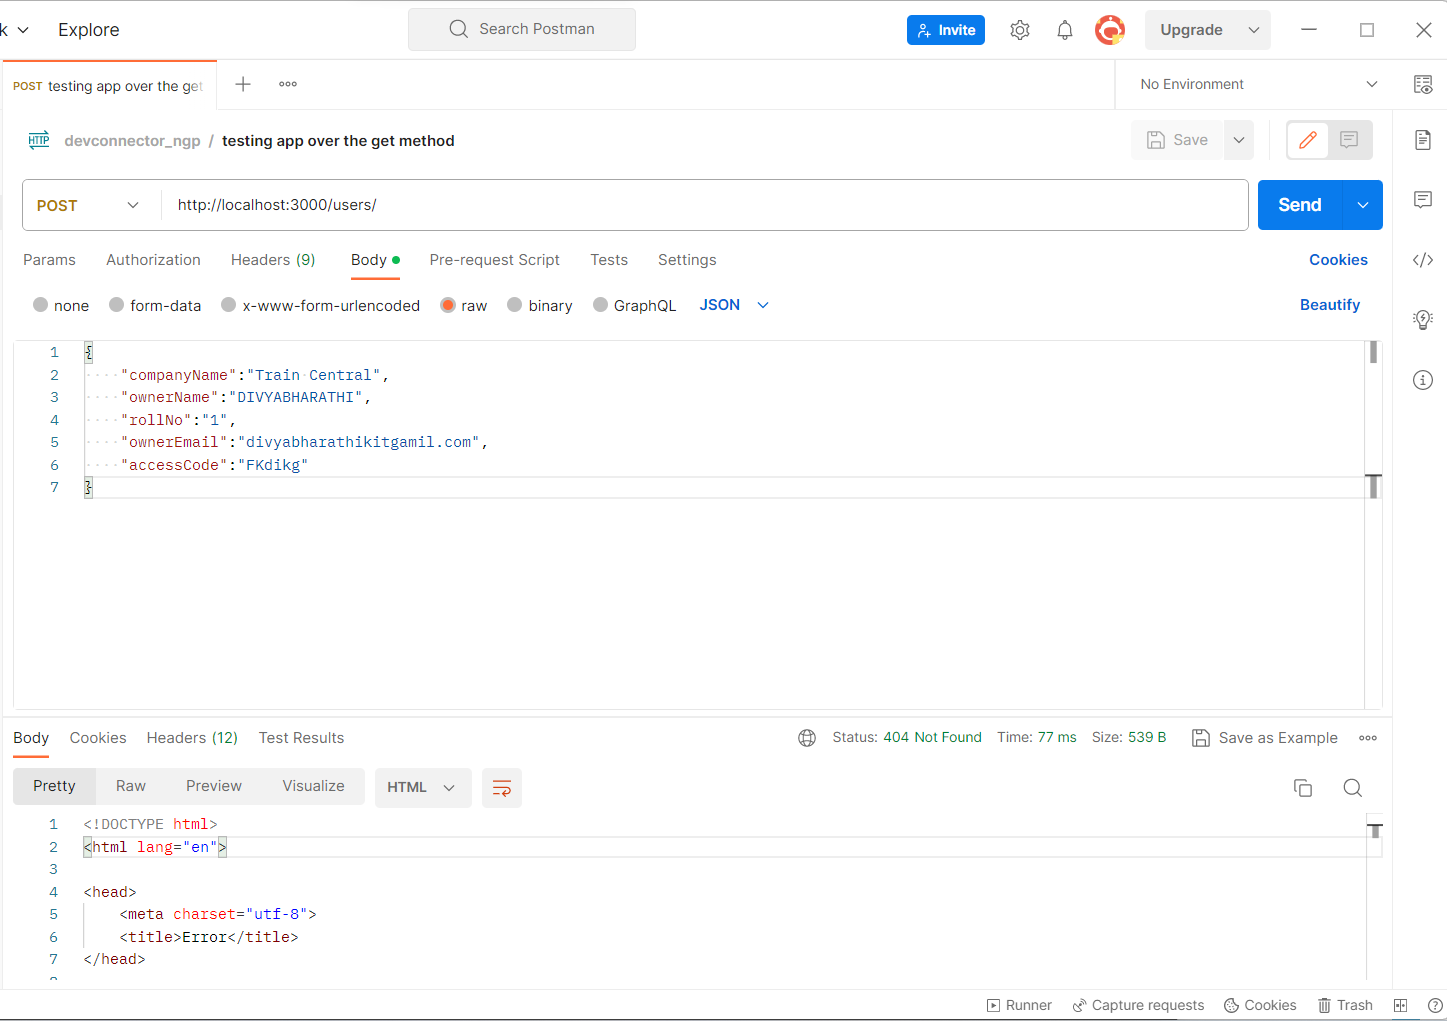 k Explore Search Postman Invite Upgrade
POST testing app over the get No Environment
HTTP devconnector_ngp / testing app over the get method Save
POST http://localhost:3000/users/ Send
Params Authorization Headers (9) Body Pre-request Script Tests Settings Cookies
none form-data x-www-form-urlencoded raw binary GraphQL JSON Beautify
1 {
2 "companyName":"Train Central",
3 "ownerName":"DIVYABHARATHI",
4 "rollNo":"1",
5 "ownerEmail":"divyabharathikitgamil.com",
6 "accessCode":"FKdikg"
7 }
Body Cookies Headers (12) Test Results Status: 404 Not Found Time: 77 ms Size: 539 B Save as Example
Pretty Raw Preview Visualize HTML
1 <!DOCTYPE html>
2 <html lang="en">
3
4 <head>
5 <meta charset="utf-8">
6 <title>Error</title>
7 </head>
Runner Capture requests Cookies Trash